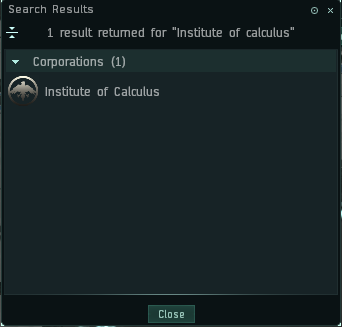 Search Results
1 result returned for "Institute of calculus"
Corporations (1)
Institute of Calculus
Close